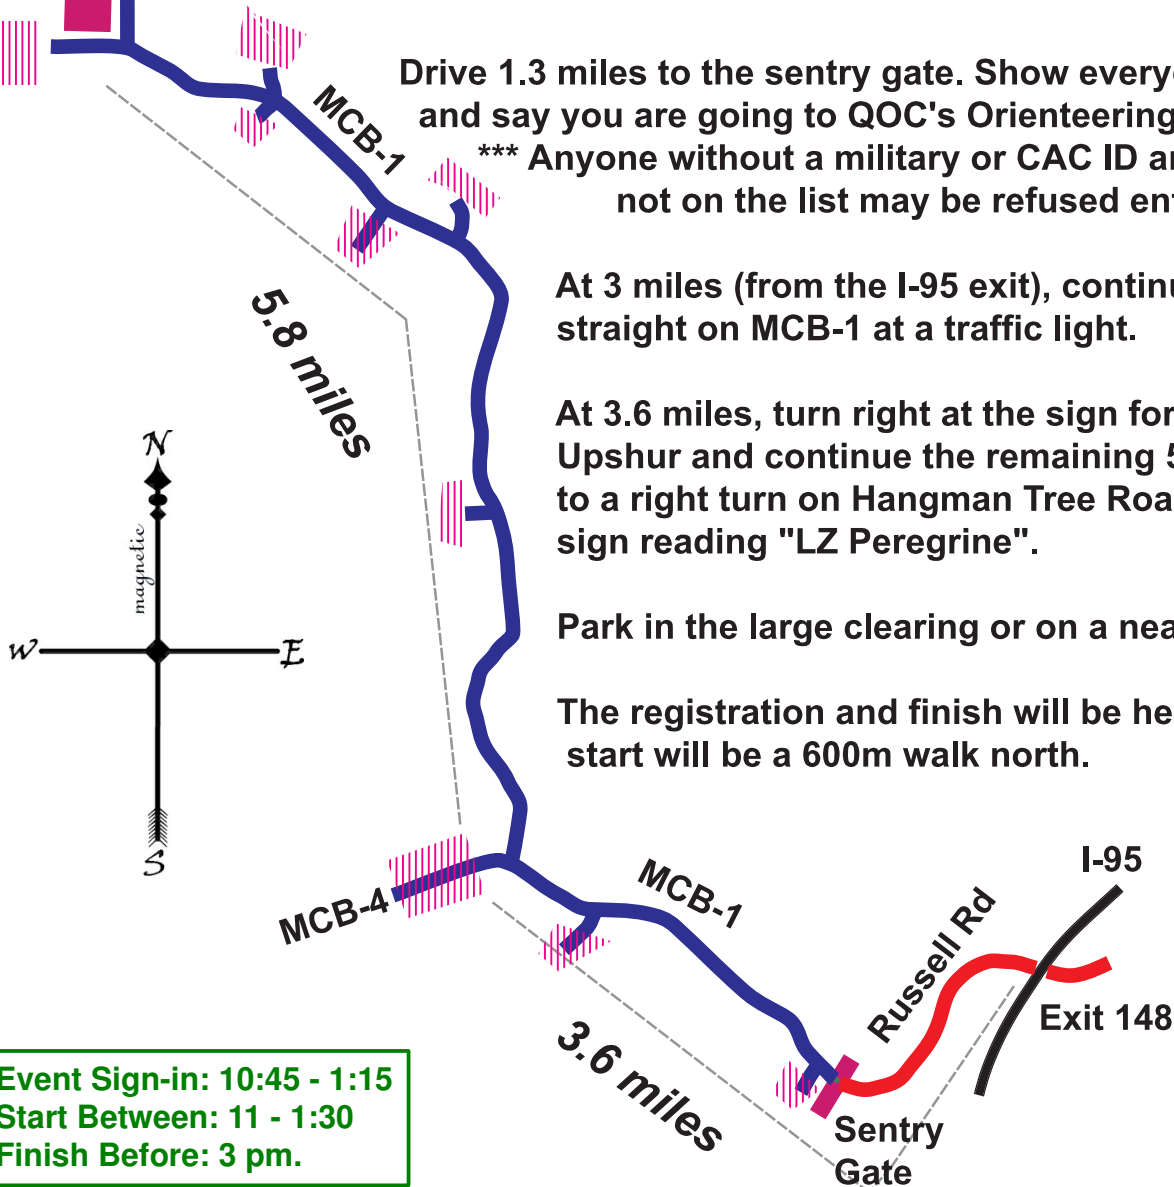 Drive 1.3 miles to the sentry gate. Show every
and say you are going to QOC's Orienteering
*** Anyone without a military or CAC ID
not on the list may be refused
At 3 miles (from the I-95 exit),
straight on MCB-1 at a traffic light.
At 3.6 miles, turn right at the sign for
Upshur and continue the remaining 5
to a right turn on Hangman Tree
sign reading "LZ Peregrine".
Park in the large clearing or on a
The registration and finish will be
start will be a 600m walk north.
MCB-1
5.8 miles
N
magnetic
W
E
S
MCB-4
MCB-1
I-95
Russell Rd
Exit 148
3.6 miles
Sentry
Gate
Event Sign-in: 10:45 - 1:15
Start Between: 11 - 1:30
Finish Before: 3 pm.